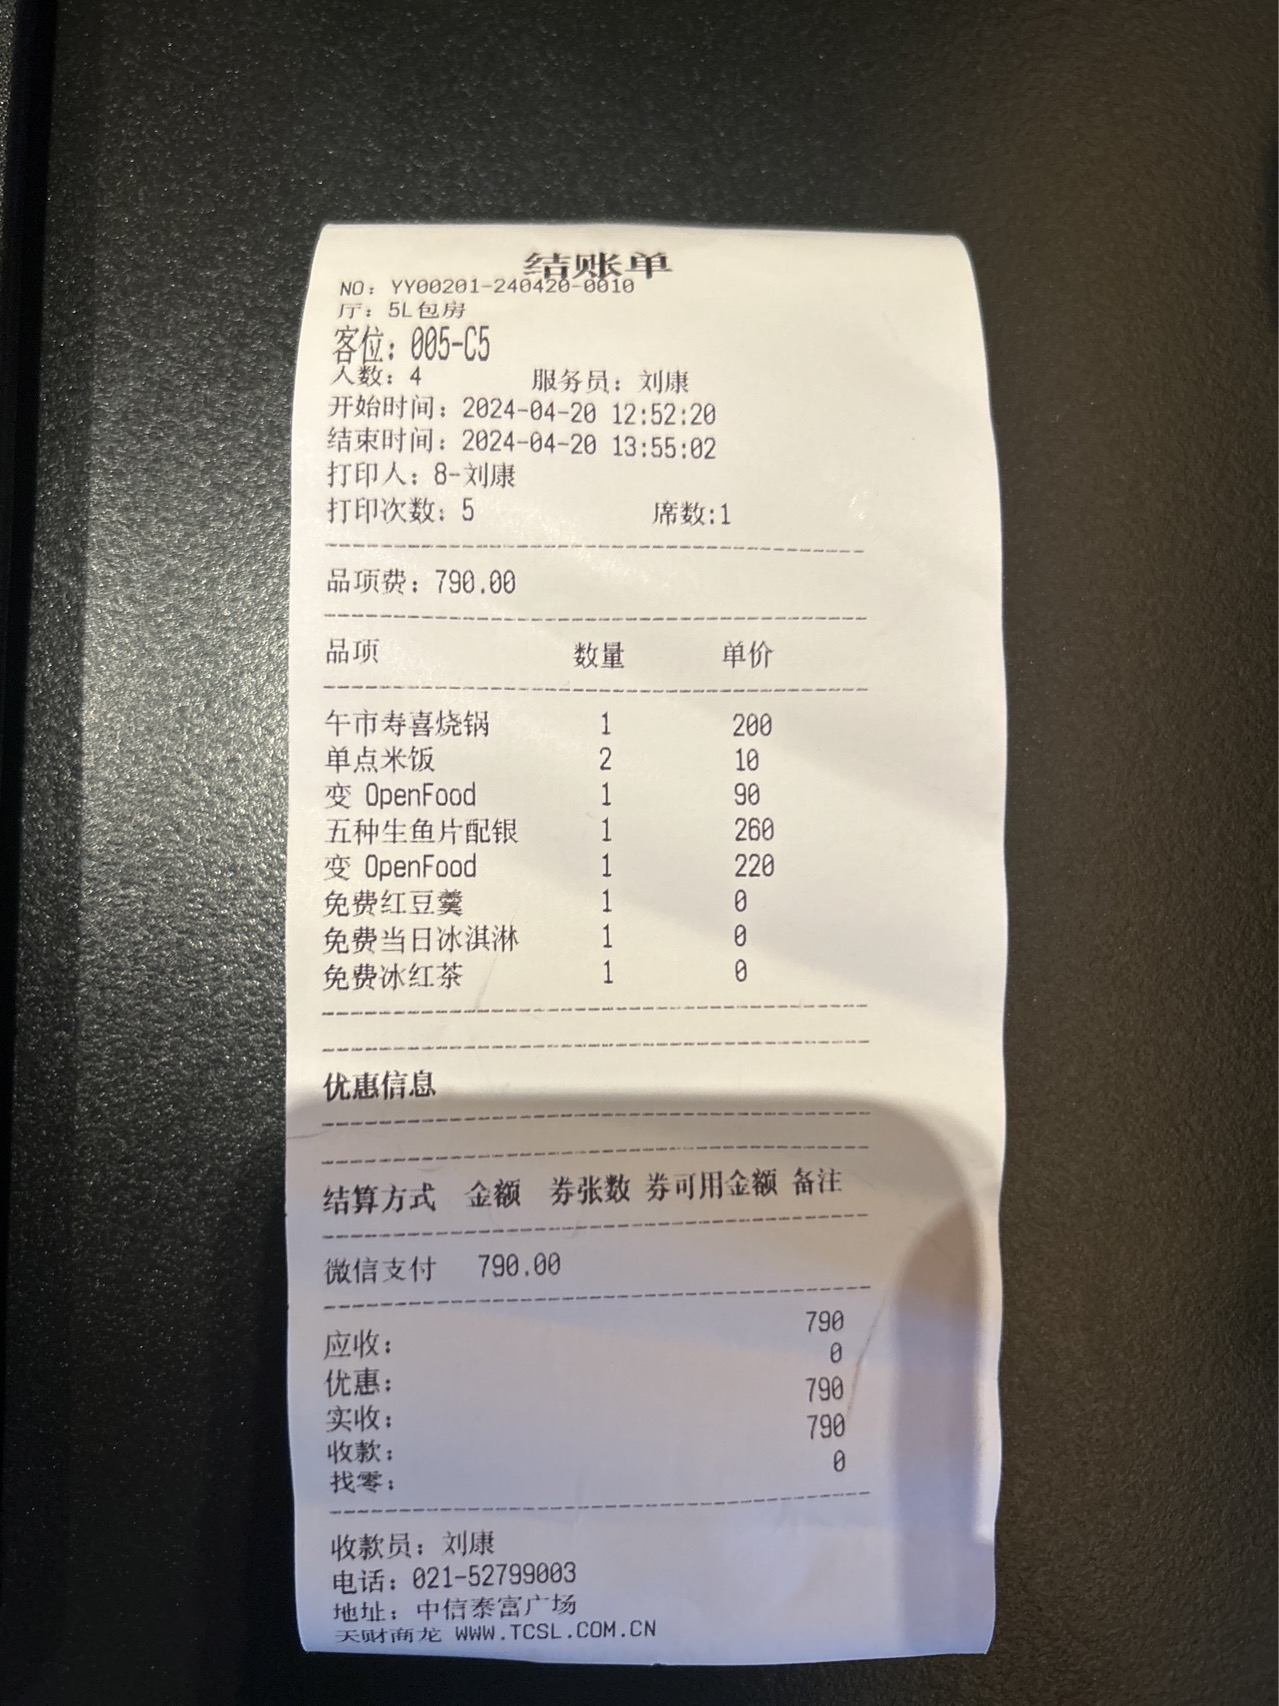 结账单
NO: YY00201-240420-0010
厅: 5L包房
客位: 005-C5
人数: 4 服务员: 刘康
开始时间: 2024-04-20 12:52:20
结束时间: 2024-04-20 13:55:02
打印人: 8-刘康
打印次数: 5 席数:1
品项费: 790.00
品项 数量 单价
午市寿喜烧锅 1 200
单点米饭 2 10
变 OpenFood 1 90
五种生鱼片配银 1 260
变 OpenFood 1 220
免费红豆羹 1 0
免费当日冰淇淋 1 0
免费冰红茶 1 0
优惠信息
结算方式 金额 券张数 券可用金额 备注
微信支付 790.00
应收: 790
优惠: 0
实收: 790
收款: 790
找零: 0
收款员: 刘康
电话: 021-52799003
地址: 中信泰富广场
天财商龙 WWW.TCSL.COM.CN